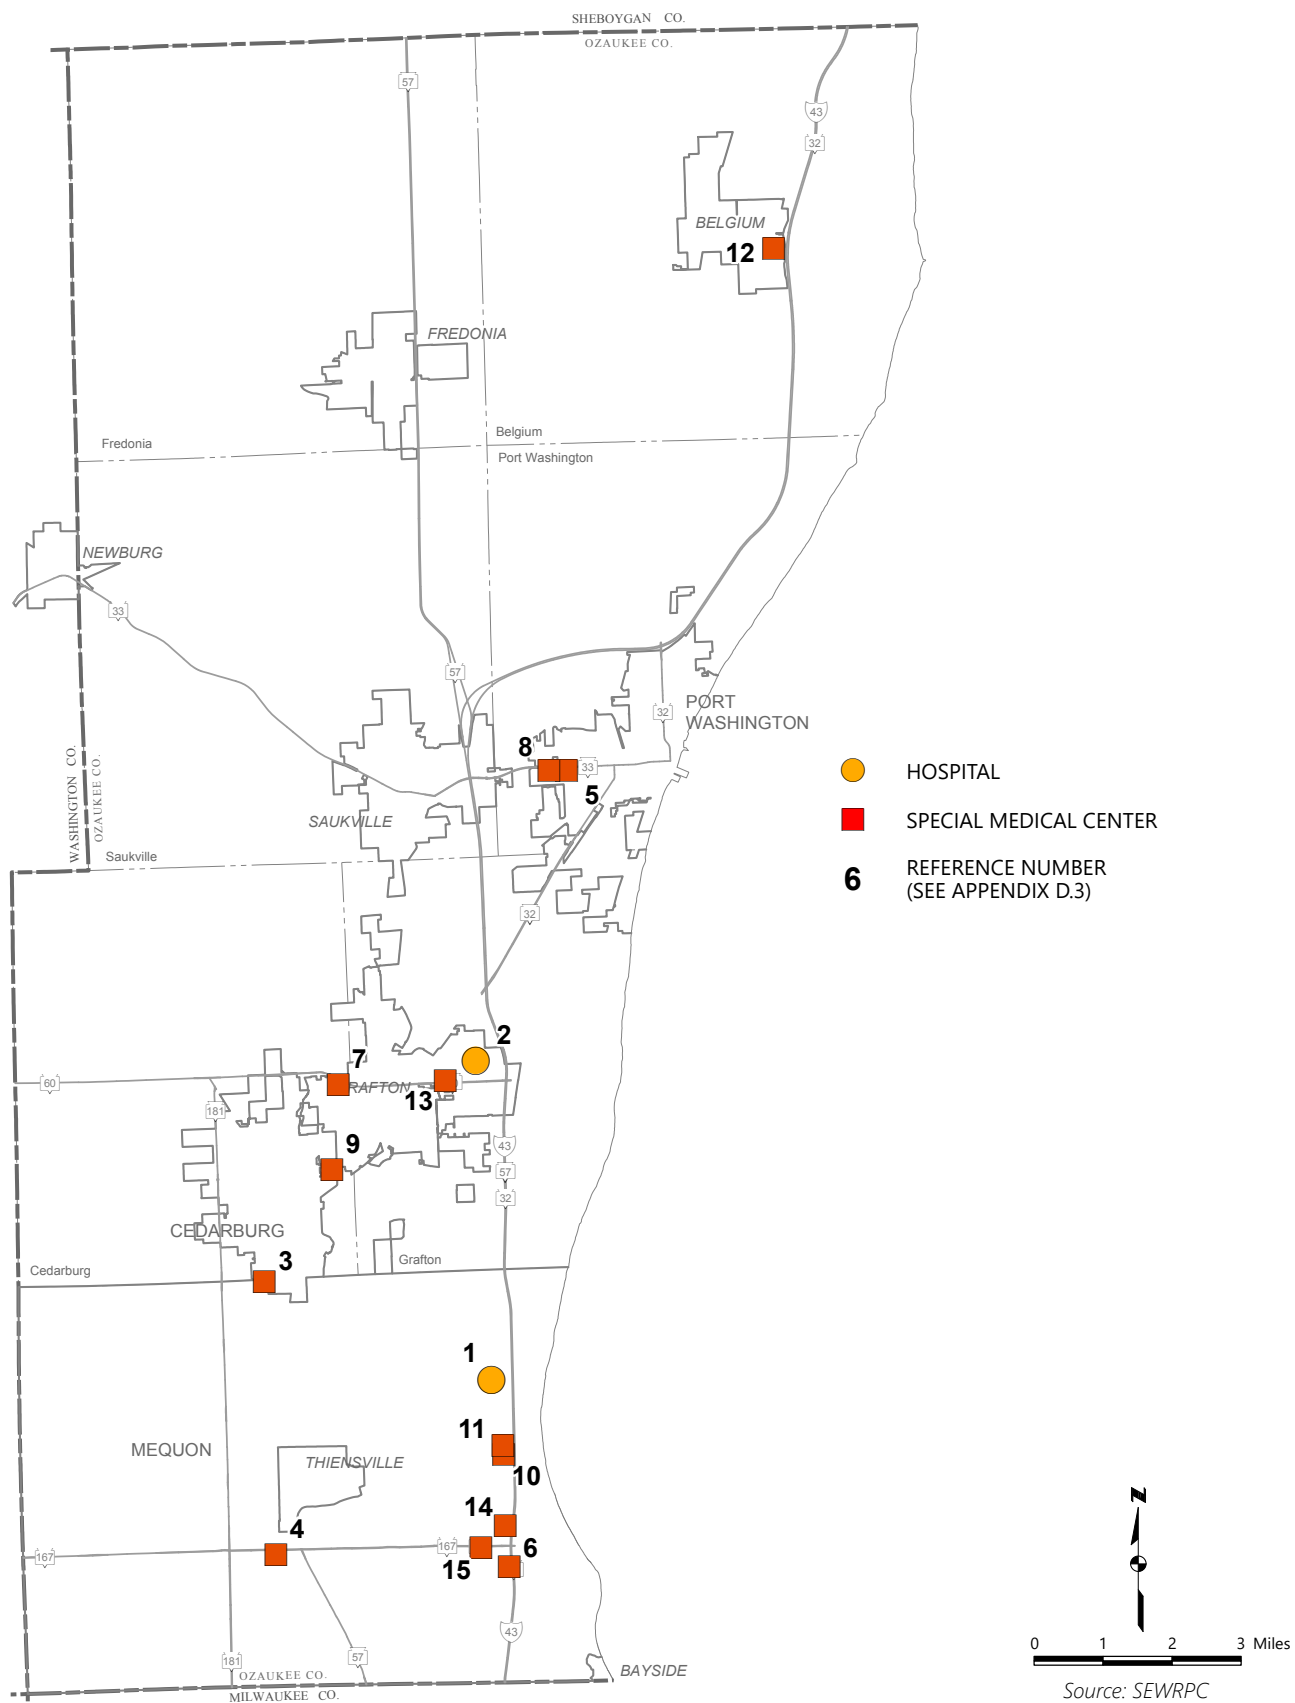 SHEBOYGAN CO.
OZAUKEE CO.
57
43
32
BELGIUM
12
FREDONIA
Fredonia
Belgium
Port Washington
NEWBURG
33
57
32
PORT
WASHINGTON
8
33
5
SAUKVILLE
WASHINGTON CO.
OZAUKEE CO.
Saukville
HOSPITAL
SPECIAL MEDICAL CENTER
6
REFERENCE NUMBER
(SEE APPENDIX D.3)
32
2
7
60
RAFTON
13
181
9
43
57
32
CEDARBURG
3
Cedarburg
Grafton
1
11
MEQUON
THIENSVILLE
10
14
4
167
167
6
15
43
57
181
OZAUKEE CO.
MILWAUKEE CO.
BAYSIDE
N
0 1 2 3 Miles
Source: SEWRPC